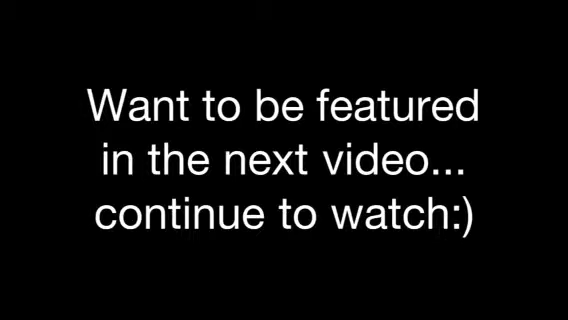 Want to be featured
in the next video...
continue to watch:)